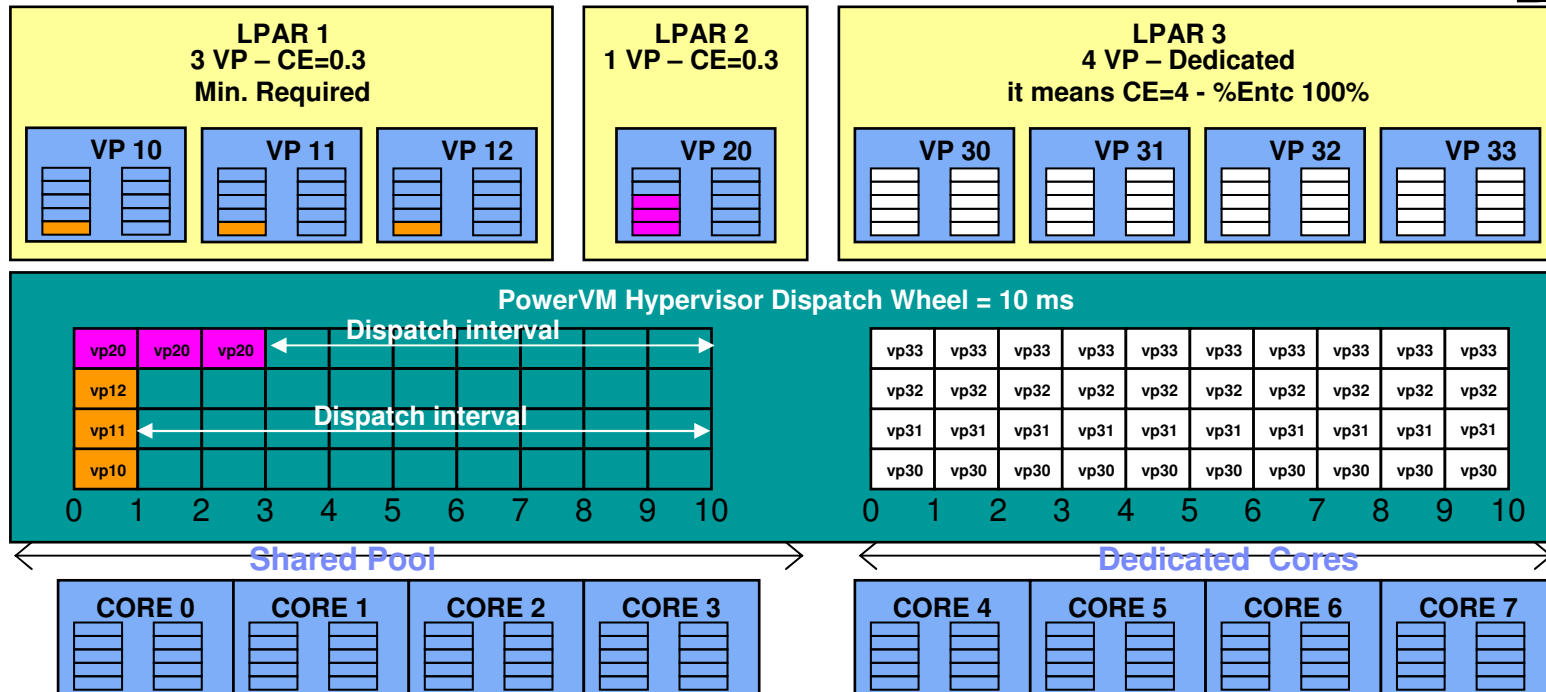 LPAR 1
3 VP – CE=0.3
Min. Required
LPAR 2
1 VP – CE=0.3
LPAR 3
4 VP – Dedicated
it means CE=4 - %Entc 100%
VP 10
VP 11
VP 12
VP 20
VP 30
VP 31
VP 32
VP 33
PowerVM Hypervisor Dispatch Wheel = 10 ms
vp20 vp20 vp20 Dispatch interval
vp12
vp11 Dispatch interval
vp10
0 1 2 3 4 5 6 7 8 9 10
vp33 vp33 vp33 vp33 vp33 vp33 vp33 vp33 vp33 vp33
vp32 vp32 vp32 vp32 vp32 vp32 vp32 vp32 vp32 vp32
vp31 vp31 vp31 vp31 vp31 vp31 vp31 vp31 vp31 vp31
vp30 vp30 vp30 vp30 vp30 vp30 vp30 vp30 vp30 vp30
0 1 2 3 4 5 6 7 8 9 10
Shared Pool
Dedicated Cores
CORE 0
CORE 1
CORE 2
CORE 3
CORE 4
CORE 5
CORE 6
CORE 7